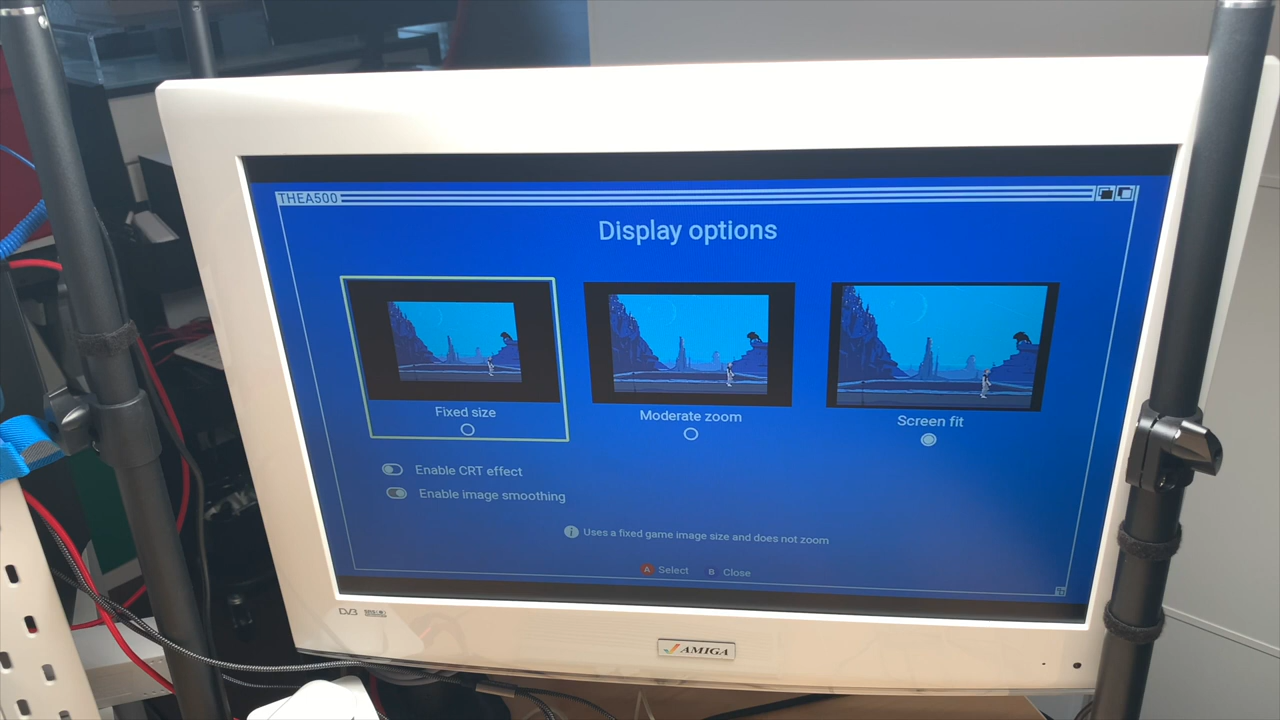 THEA500
Display options
Fixed size
Moderate zoom
Screen fit
Enable CRT effect
Enable image smoothing
i Uses a fixed game image size and does not zoom
A Select B Close
DVB
AMIGA